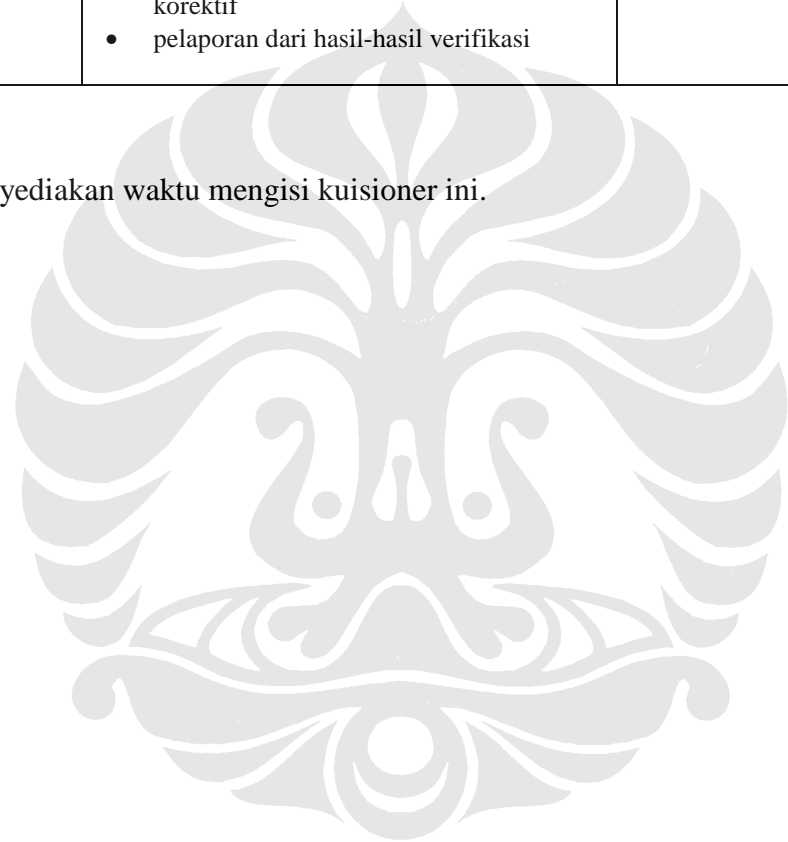 korektif
• pelaporan dari hasil-hasil verifikasi
yediakan waktu mengisi kuisioner ini.